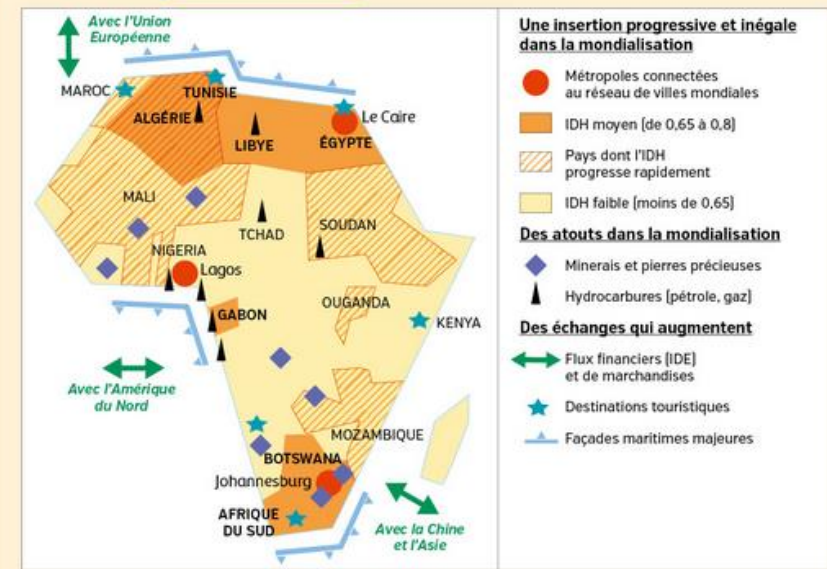 Avec l'Union
Européenne
MAROC
TUNISIE
ALGÉRIE
LIBYE
Le Caire
ÉGYPTE
MALI
TCHAD
SOUDAN
NIGERIA
Lagos
GABON
OUGANDA
KENYA
Avec l'Amérique
du Nord
MOZAMBIQUE
BOTSWANA
Johannesburg
AFRIQUE
DU SUD
Avec la Chine
et l'Asie
Une insertion progressive et inégale
dans la mondialisation
Métropoles connectées
au réseau de villes mondiales
IDH moyen (de 0,65 à 0,8)
Pays dont l'IDH
progresse rapidement
IDH faible (moins de 0,65)
Des atouts dans la mondialisation
Minerais et pierres précieuses
Hydrocarbures (pétrole, gaz)
Des échanges qui augmentent
Flux financiers (IDE)
et de marchandises
Destinations touristiques
Façades maritimes majeures